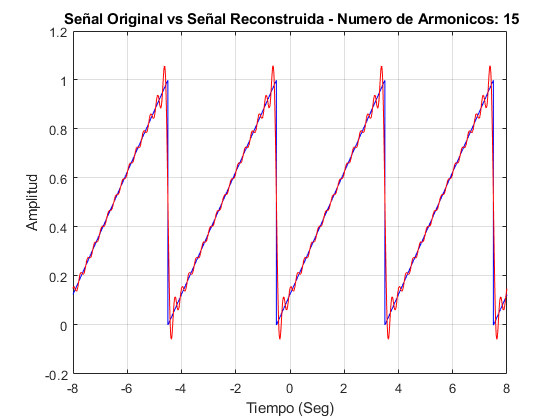 Señal Original vs Señal Reconstruida - Numero de Armonicos: 15
1.2
1
0.8
0.6
0.4
0.2
0
-0.2
Amplitud
-8 -6 -4 -2 0 2 4 6 8
Tiempo (Seg)